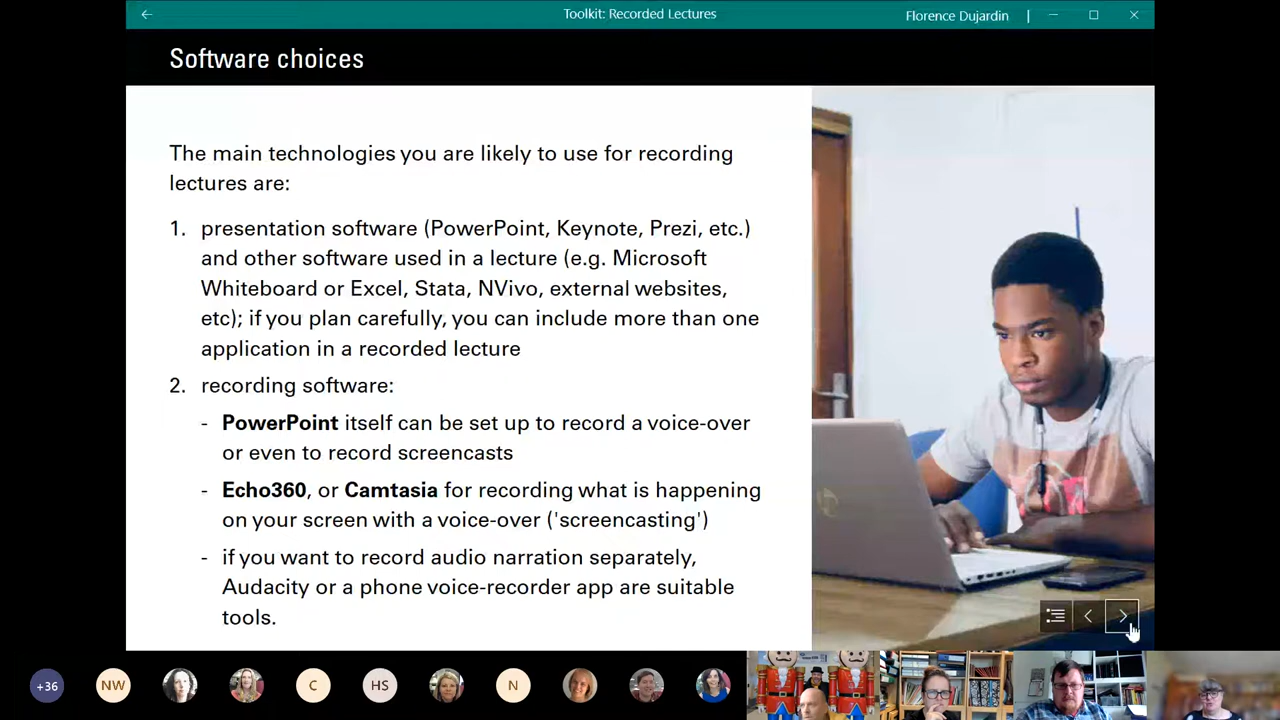 Toolkit: Recorded Lectures
Florence Dujardin
Software choices
The main technologies you are likely to use for recording
lectures are:
1. presentation software (PowerPoint, Keynote, Prezi, etc.)
and other software used in a lecture (e.g. Microsoft
Whiteboard or Excel, Stata, NVivo, external websites,
etc); if you plan carefully, you can include more than one
application in a recorded lecture
2. recording software:
- PowerPoint itself can be set up to record a voice-over
or even to record screencasts
- Echo360, or Camtasia for recording what is happening
on your screen with a voice-over ('screencasting')
- if you want to record audio narration separately,
Audacity or a phone voice-recorder app are suitable
tools.
+36
NW
C
HS
N